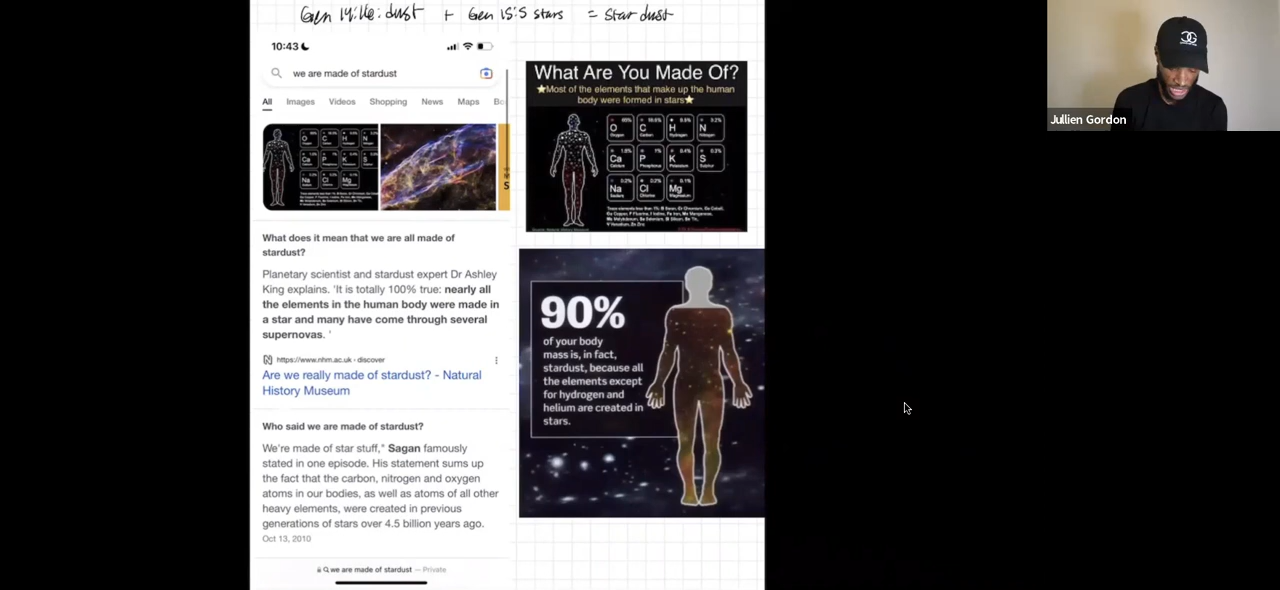 + Gen 15:5 stars = star dust
10:43
we are made of stardust
All Images Videos Shopping News Maps
What does it mean that we are all made of
stardust?
Planetary scientist and stardust expert Dr Ashley
King explains. 'It is totally 100% true: nearly all
the elements in the human body were made in
a star and many have come through several
supernovas. '
https://www.nhm.ac.uk › discover
Are we really made of stardust? - Natural
History Museum
Who said we are made of stardust?
We're made of star stuff," Sagan famously
stated in one episode. His statement sums up
the fact that the carbon, nitrogen and oxygen
atoms in our bodies, as well as atoms of all other
heavy elements, were created in previous
generations of stars over 4.5 billion years ago.
Oct 13, 2010
we are made of stardust — Private
What Are You Made Of?
Most of the elements that make up the human
body were formed in stars
O C H N
Ca P K S
Na Cl Mg
90%
of your body
mass is, in fact,
stardust, because all
the elements except
for hydrogen and
helium are created in
stars.
Jullien Gordon